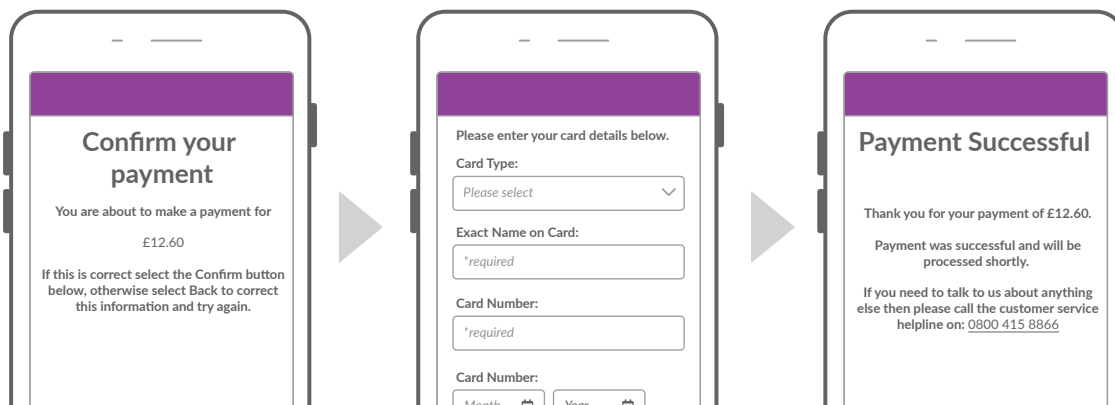 Confirm your
payment
You are about to make a payment for
£12.60
If this is correct select the Confirm button
below, otherwise select Back to correct
this information and try again.
Please enter your card details below.
Card Type:
Please select
Exact Name on Card:
*required
Card Number:
*required
Card Number:
Month Year
Payment Successful
Thank you for your payment of £12.60.
Payment was successful and will be
processed shortly.
If you need to talk to us about anything
else then please call the customer service
helpline on: 0800 415 8866